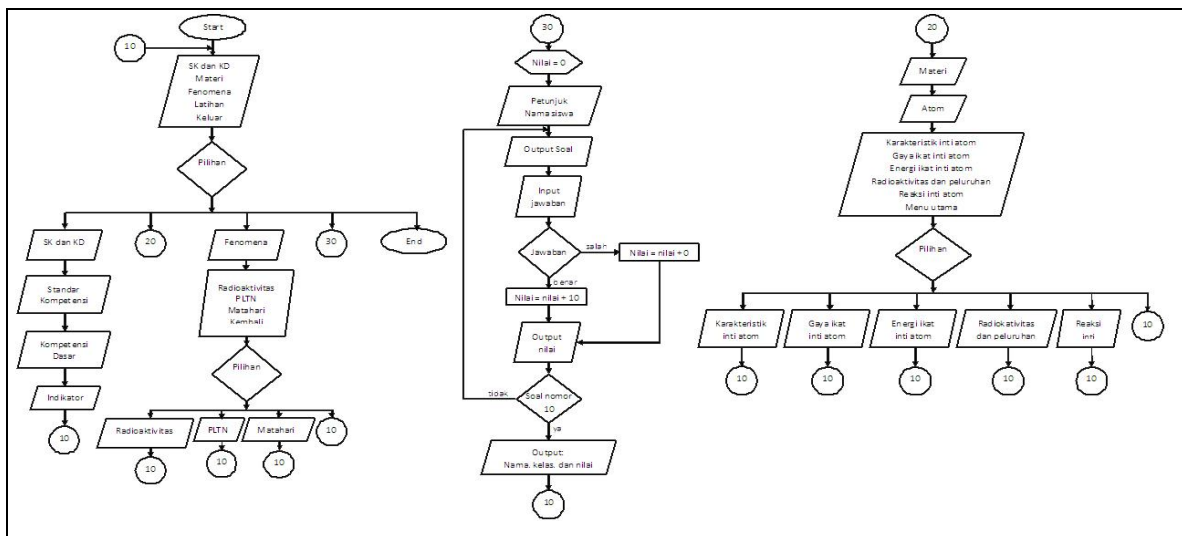 Start
10
SK dan KD
Materi
Fenomena
Latihan
Keluar
Pilihan
SK dan KD
20
Fenomena
30
End
Standar
Kompetensi
Kompetensi
Dasar
Indikator
10
Radioaktivitas
PLTN
Matahari
Kembali
Pilihan
Radioaktivitas
PLTN
Matahari
10
10
10
10
30
Nilai = 0
Petunjuk
Nama siswa
Output Soal
Input
jawaban
Jawaban
salah
Nilai = nilai + 0
benar
Nilai = nilai + 10
Output
nilai
tidak
Soal nomor
10
ya
Output:
Nama, kelas, dan nilai
10
20
Materi
Atom
Karakteristik inti atom
Gaya ikat inti atom
Energi ikat inti atom
Radioaktivitas dan peluruhan
Reaksi inti atom
Menu utama
Pilihan
Karakteristik
inti atom
Gaya ikat
inti atom
Energi ikat
inti atom
Radiokativitas
dan peluruhan
Reaksi
inti
10
10
10
10
10
10